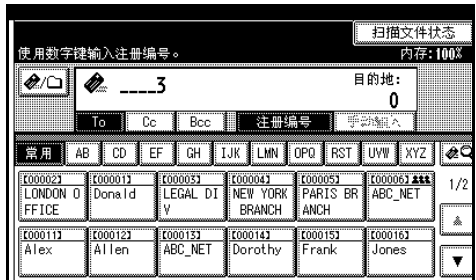 扫描文件状态
使用数字键输入注册编号。 内存:100%
____3 目的地:
0
To Cc Bcc 注册编号 手动输入
常用 AB CD EF GH IJK LMN OPQ RST UVW XYZ
[00002] [00001] [00003] [00004] [00005] [00006] 1/2
LONDON O Donald LEGAL DI NEW YORK PARIS BR ABC_NET
FFICE V BRANCH ANCH
[00011] [00012] [00013] [00014] [00015] [00016]
Alex Allen ABC_NET Dorothy Frank Jones